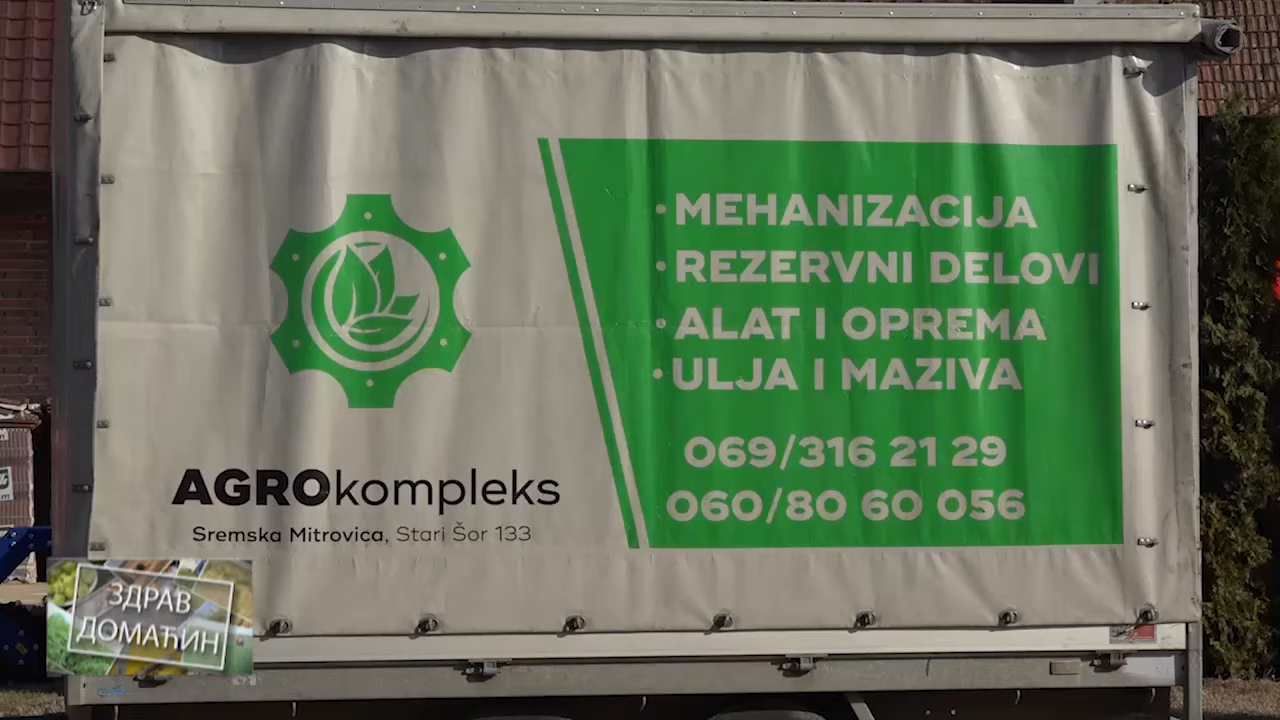 • MEHANIZACIJA
• REZERVNI DELOVI
• ALAT I OPREMA
• ULJA I MAZIVA
069/316 21 29
060/80 60 056
AGROkompleks
Sremska Mitrovica, Stari Šor 133
ЗДРАВ
ДОМАЋИН